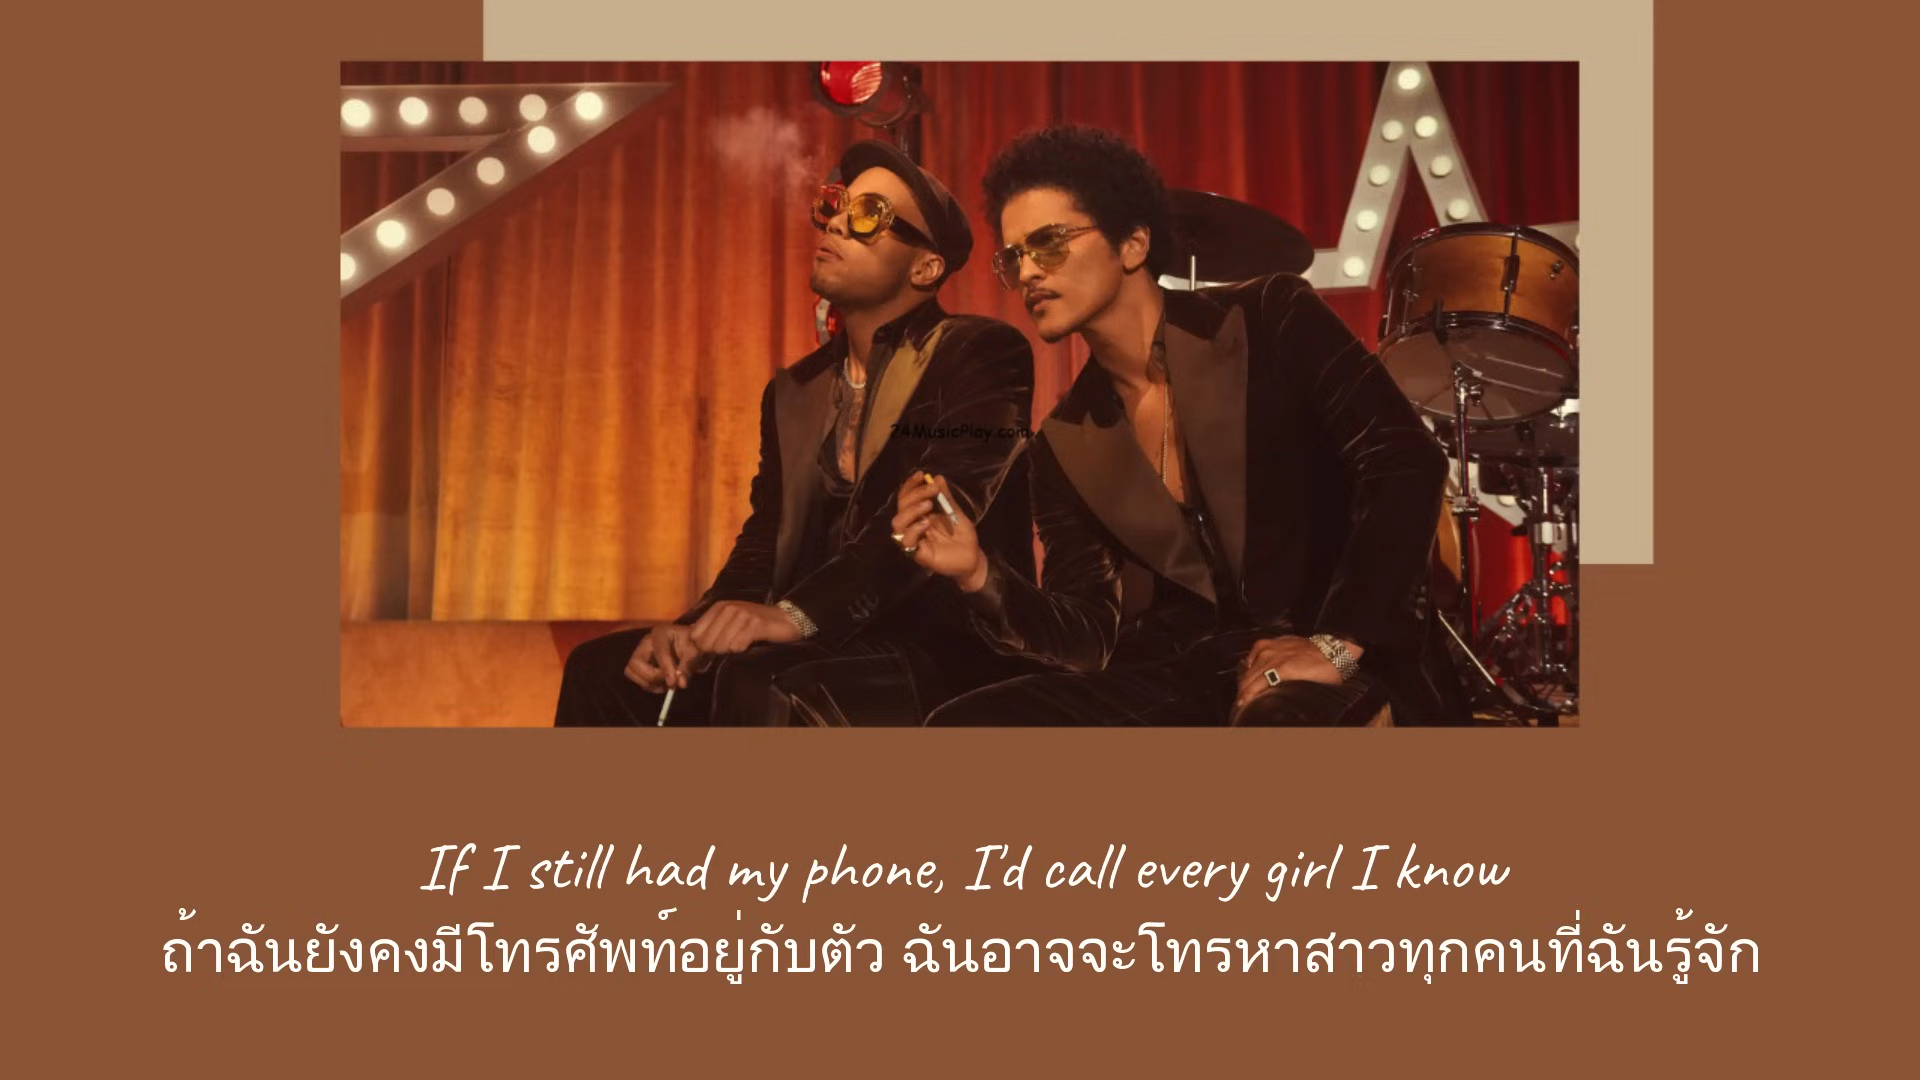 24MusicPlay.com
If I still had my phone, I'd call every girl I know
ถ้าฉันยังคงมีโทรศัพท์อยู่กับตัว ฉันอาจจะโทรหาสาวทุกคนที่ฉันรู้จัก